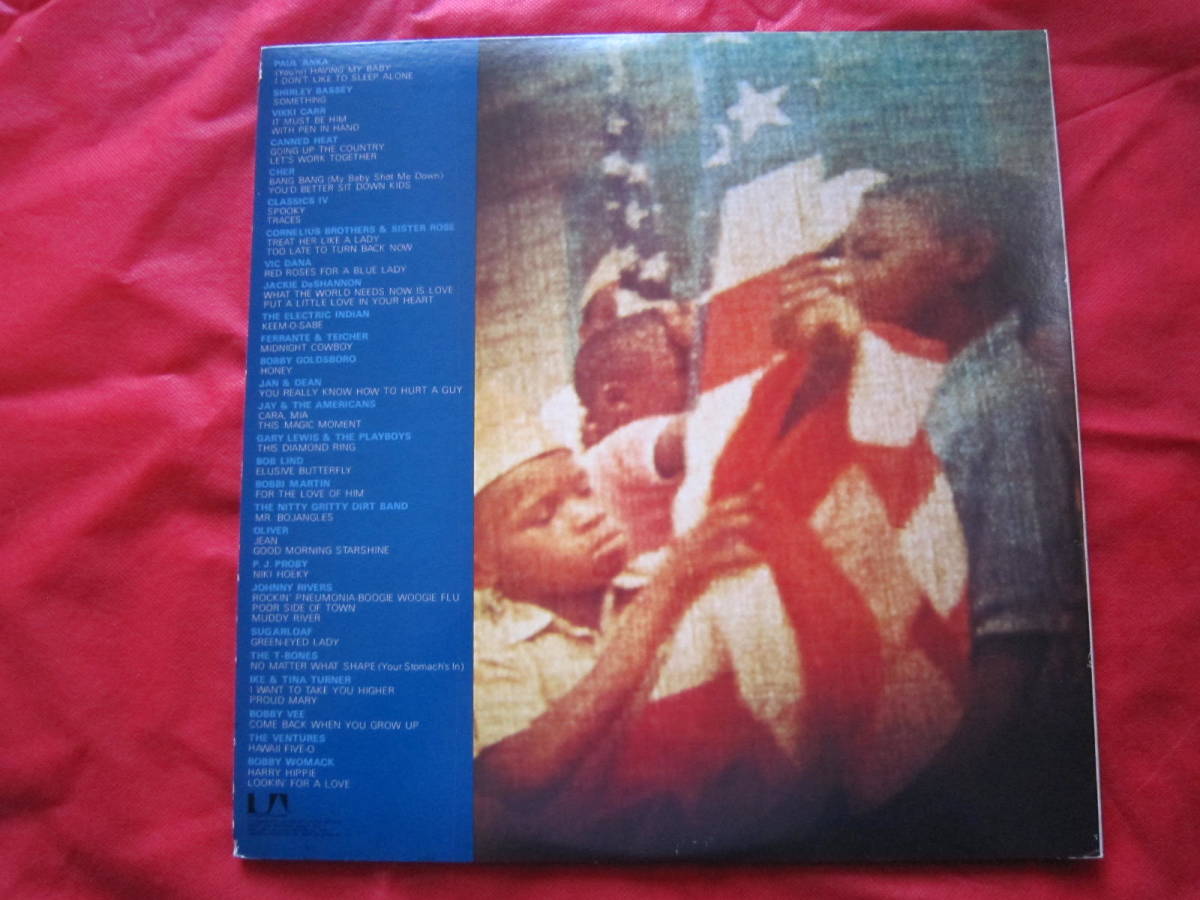 PAUL ANKA
(You're) HAVING MY BABY
I DON'T LIKE TO SLEEP ALONE
SHIRLEY BASSEY
SOMETHING
VIKKI CARR
IT MUST BE HIM
WITH PEN IN HAND
CANNED HEAT
GOING UP THE COUNTRY
LET'S WORK TOGETHER
CHER
BANG BANG (My Baby Shot Me Down)
YOU'D BETTER SIT DOWN KIDS
CLASSICS IV
SPOOKY
TRACES
CORNELIUS BROTHERS & SISTER ROSE
TREAT HER LIKE A LADY
TOO LATE TO TURN BACK NOW
VIC DANA
RED ROSES FOR A BLUE LADY
JACKIE DeSHANNON
WHAT THE WORLD NEEDS NOW IS LOVE
PUT A LITTLE LOVE IN YOUR HEART
THE ELECTRIC INDIAN
KEEM-O-SABE
FERRANTE & TEICHER
MIDNIGHT COWBOY
BOBBY GOLDSBORO
HONEY
JAN & DEAN
YOU REALLY KNOW HOW TO HURT A GUY
JAY & THE AMERICANS
CARA, MIA
THIS MAGIC MOMENT
GARY LEWIS & THE PLAYBOYS
THIS DIAMOND RING
BOB LIND
ELUSIVE BUTTERFLY
BOBBI MARTIN
FOR THE LOVE OF HIM
THE NITTY GRITTY DIRT BAND
MR. BOJANGLES
OLIVER
JEAN
GOOD MORNING STARSHINE
P. J. PROBY
NIKI HOEKY
JOHNNY RIVERS
ROCKIN' PNEUMONIA-BOOGIE WOOGIE FLU
POOR SIDE OF TOWN
MUDDY RIVER
SUGARLOAF
GREEN-EYED LADY
THE T-BONES
NO MATTER WHAT SHAPE (Your Stomach's In)
IKE & TINA TURNER
I WANT TO TAKE YOU HIGHER
PROUD MARY
BOBBY VEE
COME BACK WHEN YOU GROW UP
THE VENTURES
HAWAII FIVE-O
BOBBY WOMACK
HARRY HIPPIE
LOOKIN' FOR A LOVE
UA